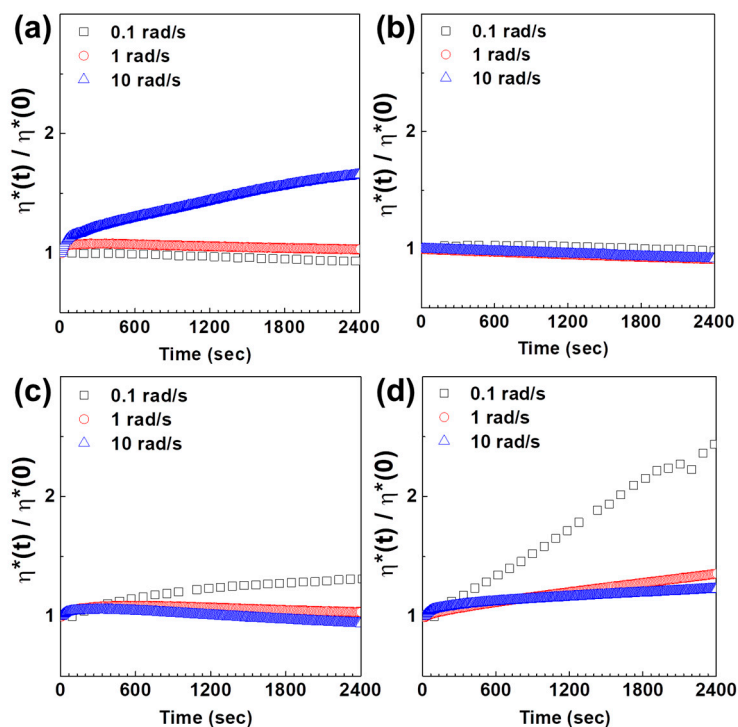 (a)
0.1 rad/s
1 rad/s
10 rad/s
η*(t) / η*(0)
2
1
0 600 1200 1800 2400
Time (sec)
(b)
0.1 rad/s
1 rad/s
10 rad/s
η*(t) / η*(0)
2
1
0 600 1200 1800 2400
Time (sec)
(c)
0.1 rad/s
1 rad/s
10 rad/s
η*(t) / η*(0)
2
1
0 600 1200 1800 2400
Time (sec)
(d)
0.1 rad/s
1 rad/s
10 rad/s
η*(t) / η*(0)
2
1
0 600 1200 1800 2400
Time (sec)